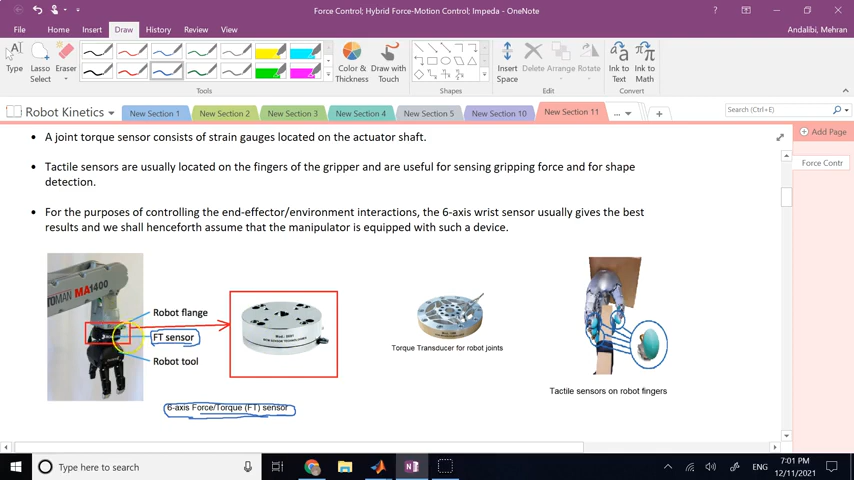 Force Control; Hybrid Force-Motion Control; Impeda - OneNote
Andalibi, Mehran
File
Home
Insert
Draw
History
Review
View
Type
Lasso Select
Eraser
Tools
Color & Thickness
Draw with Touch
Shapes
Insert Space
Delete
Arrange
Rotate
Edit
Ink to Text
Ink to Math
Convert
Robot Kinetics
New Section 1
New Section 2
New Section 3
New Section 4
New Section 5
New Section 10
New Section 11
...
Search (Ctrl+E)
Add Page
Force Contr
• A joint torque sensor consists of strain gauges located on the actuator shaft.
• Tactile sensors are usually located on the fingers of the gripper and are useful for sensing gripping force and for shape
detection.
• For the purposes of controlling the end-effector/environment interactions, the 6-axis wrist sensor usually gives the best
results and we shall henceforth assume that the manipulator is equipped with such a device.
MA1400
Robot flange
FT sensor
Robot tool
6-axis Force/Torque (FT) sensor
Torque Transducer for robot joints
Tactile sensors on robot fingers
Type here to search
ENG
7:01 PM
12/11/2021